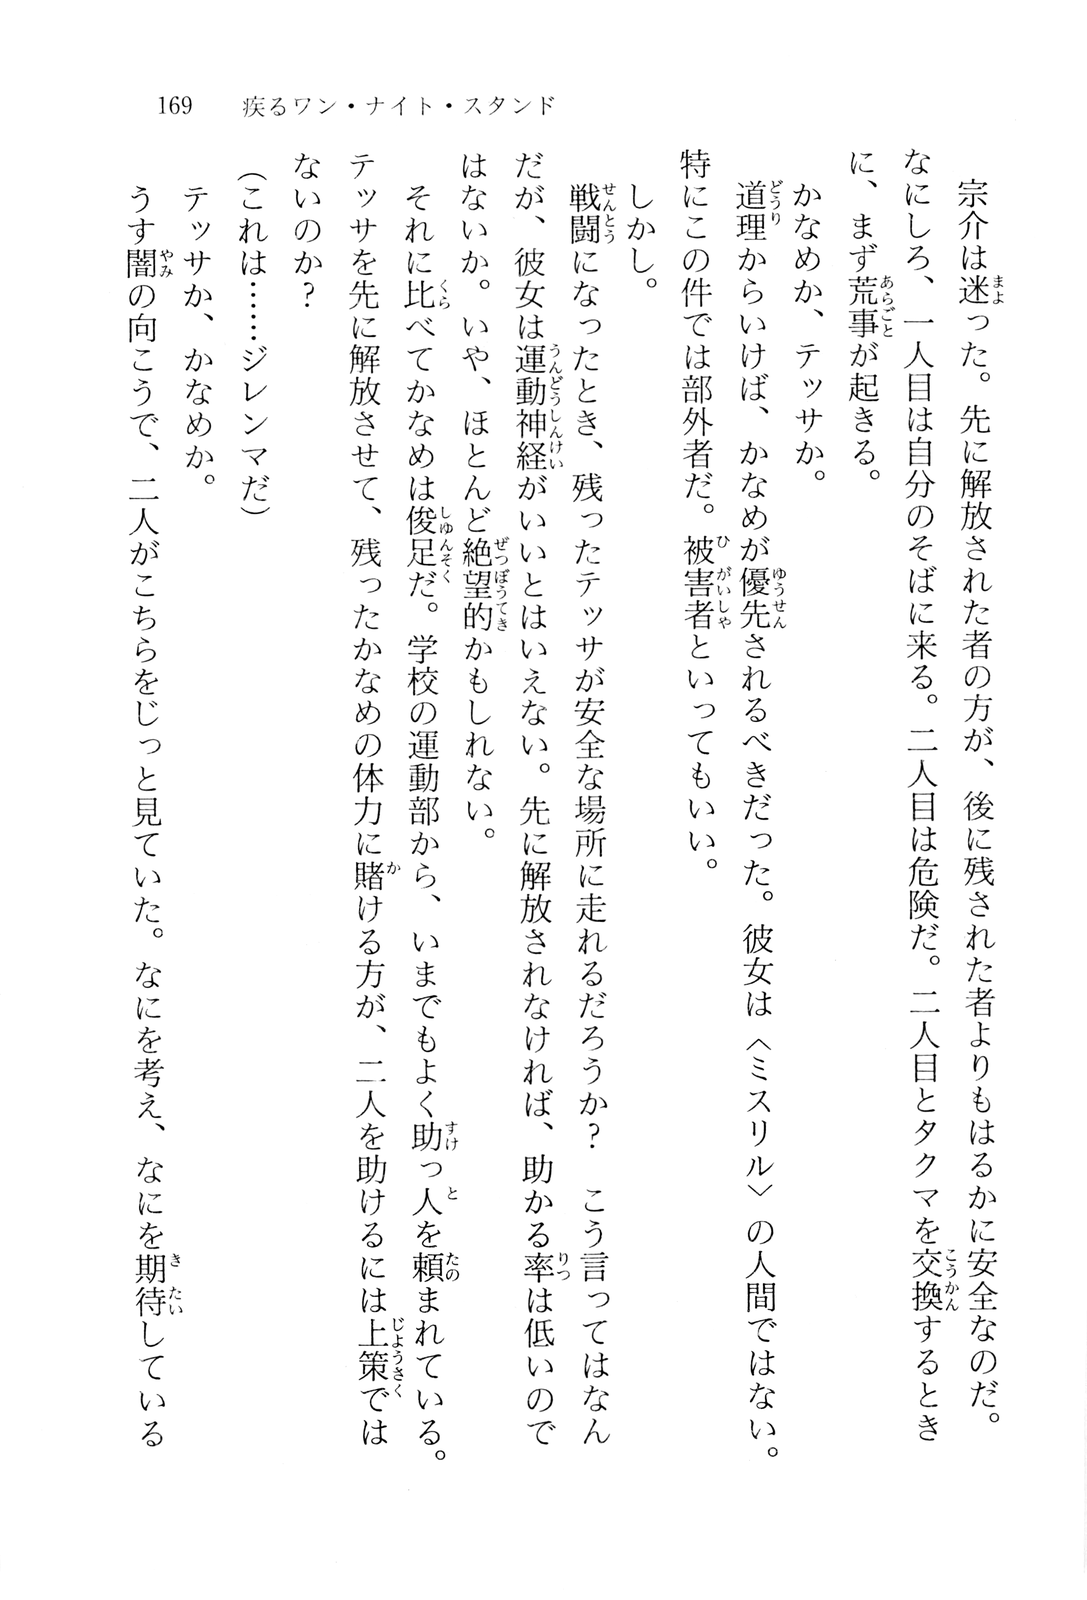 169　疾るワン・ナイト・スタンド
宗介は迷った。先に解放された者の方が、後に残された者よりもはるかに安全なのだ。
なにしろ、一人目は自分のそばに来る。二人目は危険だ。二人目とタクマを交換するとき
に、まず荒事が起きる。
かなめか、テッサか。
道理からいけば、かなめが優先されるべきだった。彼女は〈ミスリル〉の人間ではない。
特にこの件では部外者だ。被害者といってもいい。
しかし。
戦闘になったとき、残ったテッサが安全な場所に走れるだろうか？　こう言ってはなん
だが、彼女は運動神経がいいとはいえない。先に解放されなければ、助かる率は低いので
はないか。いや、ほとんど絶望的かもしれない。
それに比べてかなめは俊足だ。学校の運動部から、いまでもよく助っ人を頼まれている。
テッサを先に解放させて、残ったかなめの体力に賭ける方が、二人を助けるには上策では
ないのか？
（これは……ジレンマだ）
テッサか、かなめか。
うす闇の向こうで、二人がこちらをじっと見ていた。なにを考え、なにを期待している